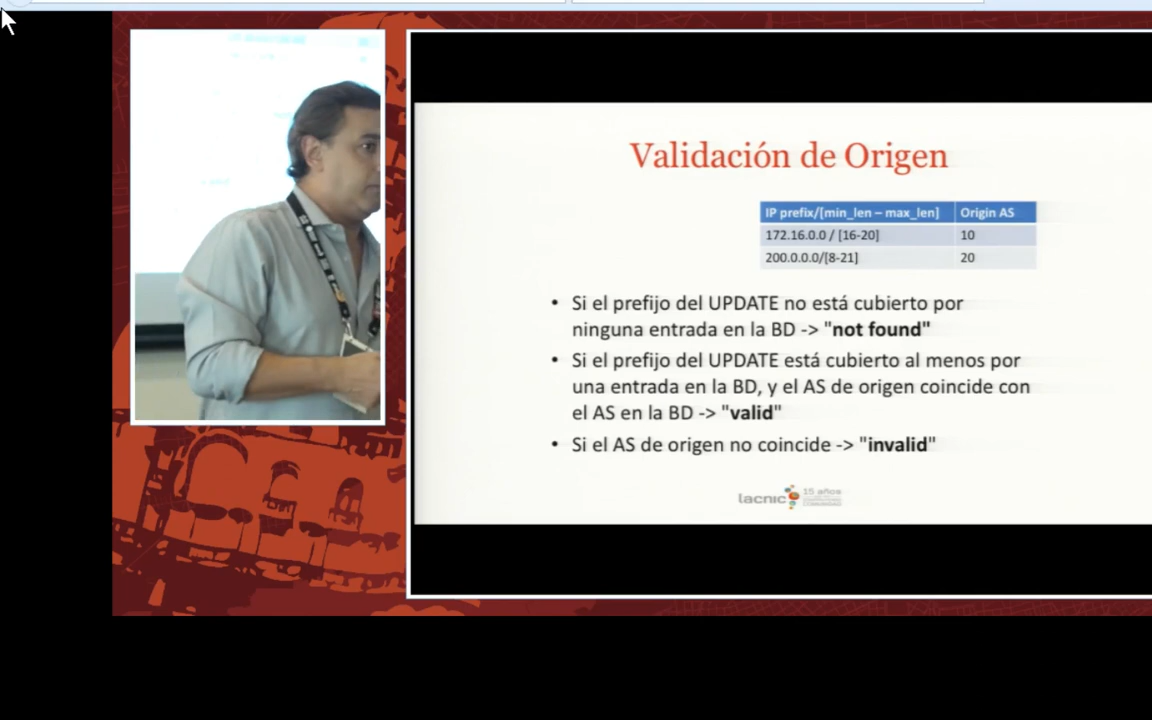 Validación de Origen
IP prefix/[min_len – max_len] Origin AS
172.16.0.0 / [16-20] 10
200.0.0.0/[8-21] 20
• Si el prefijo del UPDATE no está cubierto por
ninguna entrada en la BD -> "not found"
• Si el prefijo del UPDATE está cubierto al menos por
una entrada en la BD, y el AS de origen coincide con
el AS en la BD -> "valid"
• Si el AS de origen no coincide -> "invalid"
lacnic 15 años